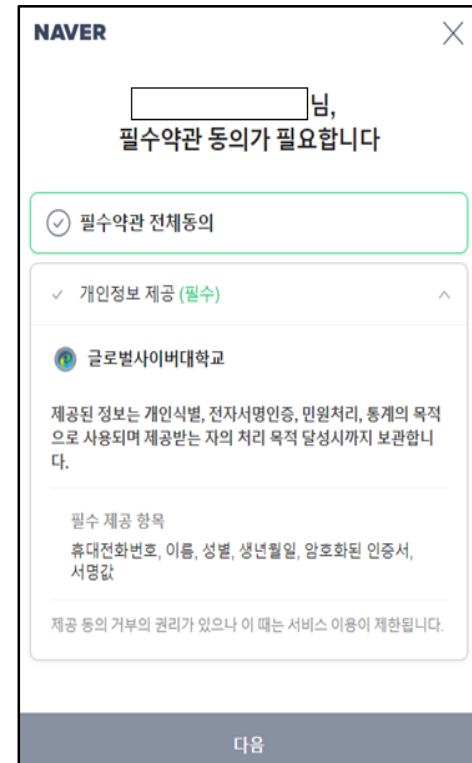 NAVER
님,
필수약관 동의가 필요합니다
필수약관 전체동의
개인정보 제공 (필수)
글로벌사이버대학교
제공된 정보는 개인식별, 전자서명인증, 민원처리, 통계의 목적
으로 사용되며 제공받는 자의 처리 목적 달성시까지 보관합니
다.
필수 제공 항목
휴대전화번호, 이름, 성별, 생년월일, 암호화된 인증서,
서명값
제공 동의 거부의 권리가 있으나 이 때는 서비스 이용이 제한됩니다.
다음